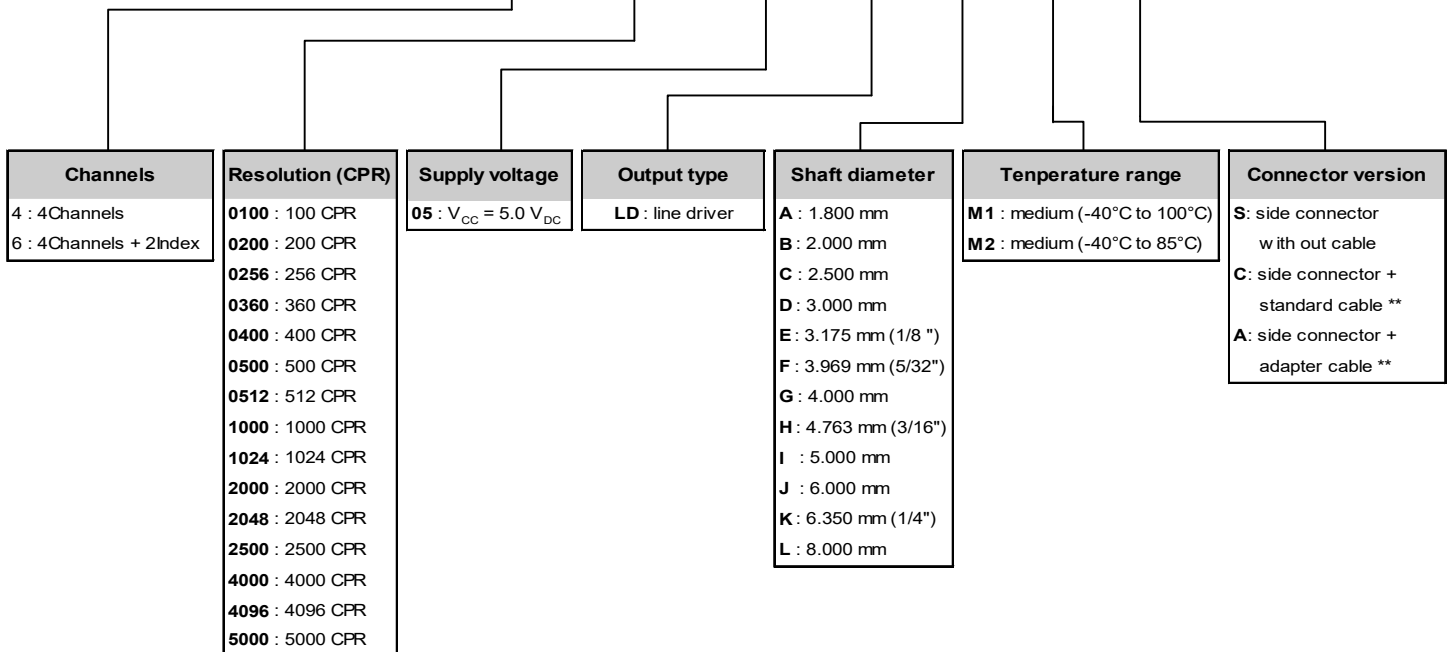 Channels
4 : 4Channels
6 : 4Channels + 2Index
Resolution (CPR)
0100 : 100 CPR
0200 : 200 CPR
0256 : 256 CPR
0360 : 360 CPR
0400 : 400 CPR
0500 : 500 CPR
0512 : 512 CPR
1000 : 1000 CPR
1024 : 1024 CPR
2000 : 2000 CPR
2048 : 2048 CPR
2500 : 2500 CPR
4000 : 4000 CPR
4096 : 4096 CPR
5000 : 5000 CPR
Supply voltage
05 : VCC = 5.0 VDC
Output type
LD : line driver
Shaft diameter
A : 1.800 mm
B : 2.000 mm
C : 2.500 mm
D : 3.000 mm
E : 3.175 mm (1/8 ")
F : 3.969 mm (5/32")
G : 4.000 mm
H : 4.763 mm (3/16")
I : 5.000 mm
J : 6.000 mm
K : 6.350 mm (1/4")
L : 8.000 mm
Tenperature range
M1 : medium (-40°C to 100°C)
M2 : medium (-40°C to 85°C)
Connector version
S: side connector
with out cable
C: side connector +
standard cable **
A: side connector +
adapter cable **